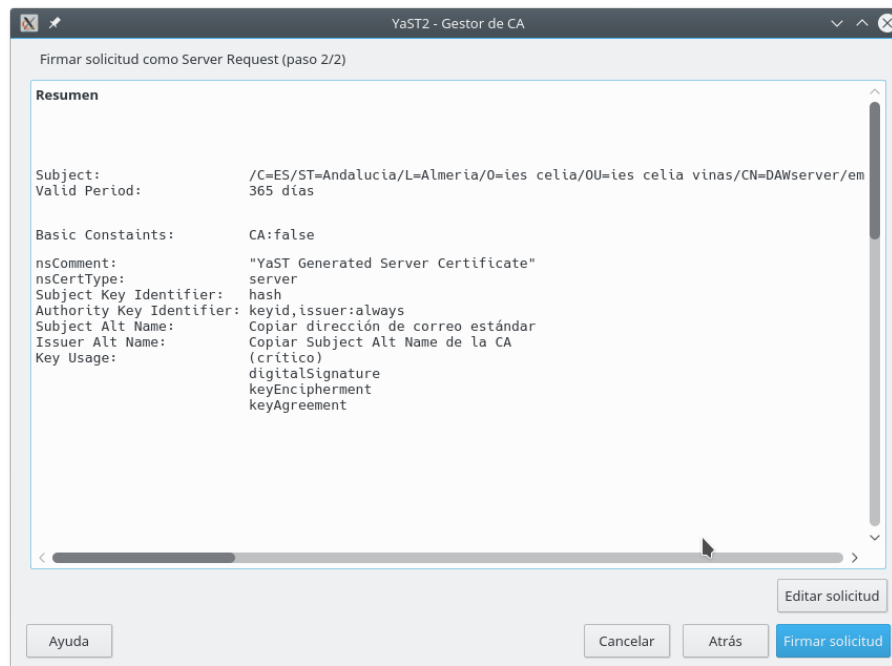 YaST2 - Gestor de CA
Firmar solicitud como Server Request (paso 2/2)
Resumen
Subject: /C=ES/ST=Andalucia/L=Almeria/O=ies celia/OU=ies celia vinas/CN=DAWserver/em
Valid Period: 365 días
Basic Constaints: CA:false
nsComment: "YaST Generated Server Certificate"
nsCertType: server
Subject Key Identifier: hash
Authority Key Identifier: keyid,issuer:always
Subject Alt Name: Copiar dirección de correo estándar
Issuer Alt Name: Copiar Subject Alt Name de la CA
Key Usage: (crítico)
digitalSignature
keyEncipherment
keyAgreement
Editar solicitud
Ayuda Cancelar Atrás Firmar solicitud